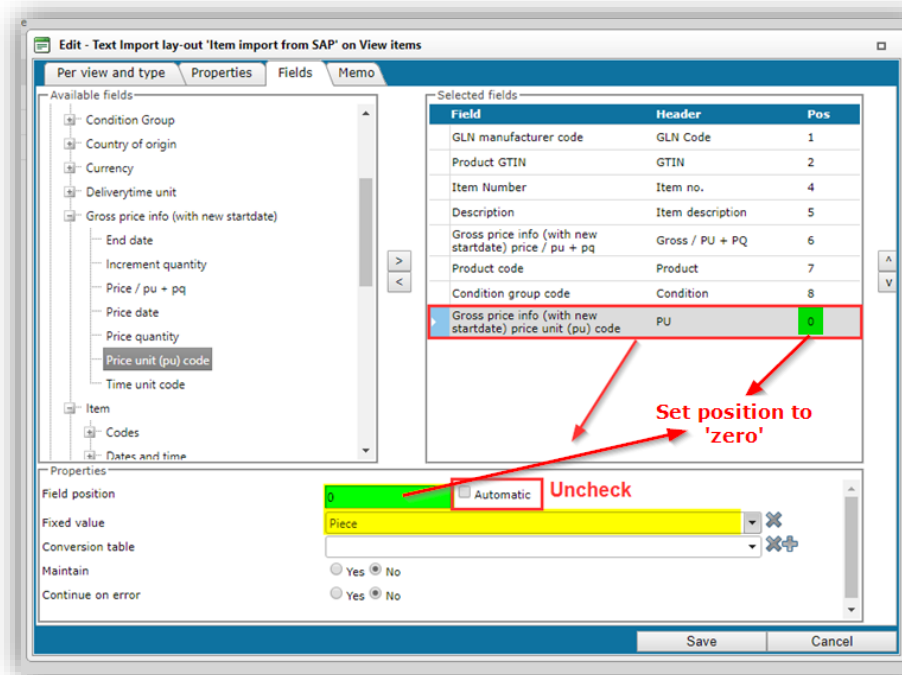 e
Edit - Text Import lay-out 'Item import from SAP' on View items
Per view and type Properties Fields Memo
Available fields
Condition Group
Country of origin
Currency
Deliverytime unit
Gross price info (with new startdate)
End date
Increment quantity
Price / pu + pq
Price date
Price quantity
Price unit (pu) code
Time unit code
Item
Codes
Dates and time
>
<
Selected fields
Field Header Pos
GLN manufacturer code GLN Code 1
Product GTIN GTIN 2
Item Number Item no. 4
Description Item description 5
Gross price info (with new
startdate) price / pu + pq Gross / PU + PQ 6
Product code Product 7
Condition group code Condition 8
Gross price info (with new
startdate) price unit (pu) code PU 0
^
v
Set position to
'zero'
Properties
Field position 0 Automatic Uncheck
Fixed value Piece
Conversion table
Maintain Yes No
Continue on error Yes No
Save Cancel